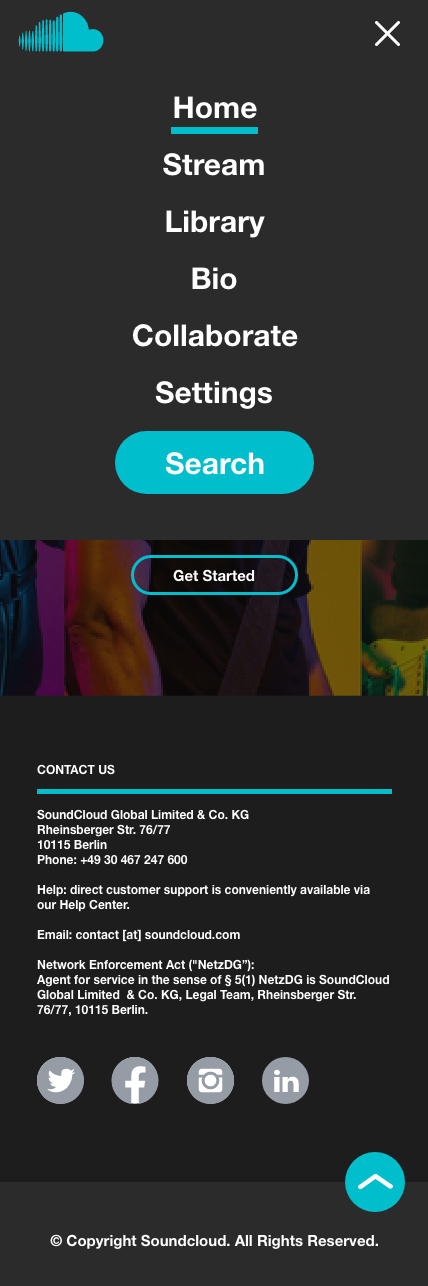 Home
Stream
Library
Bio
Collaborate
Settings
Search
Get Started
CONTACT US
SoundCloud Global Limited & Co. KG
Rheinsberger Str. 76/77
10115 Berlin
Phone: +49 30 467 247 600
Help: direct customer support is conveniently available via
our Help Center.
Email: contact [at] soundcloud.com
Network Enforcement Act ("NetzDG”):
Agent for service in the sense of § 5(1) NetzDG is SoundCloud
Global Limited  & Co. KG, Legal Team, Rheinsberger Str.
76/77, 10115 Berlin.
in
© Copyright Soundcloud. All Rights Reserved.